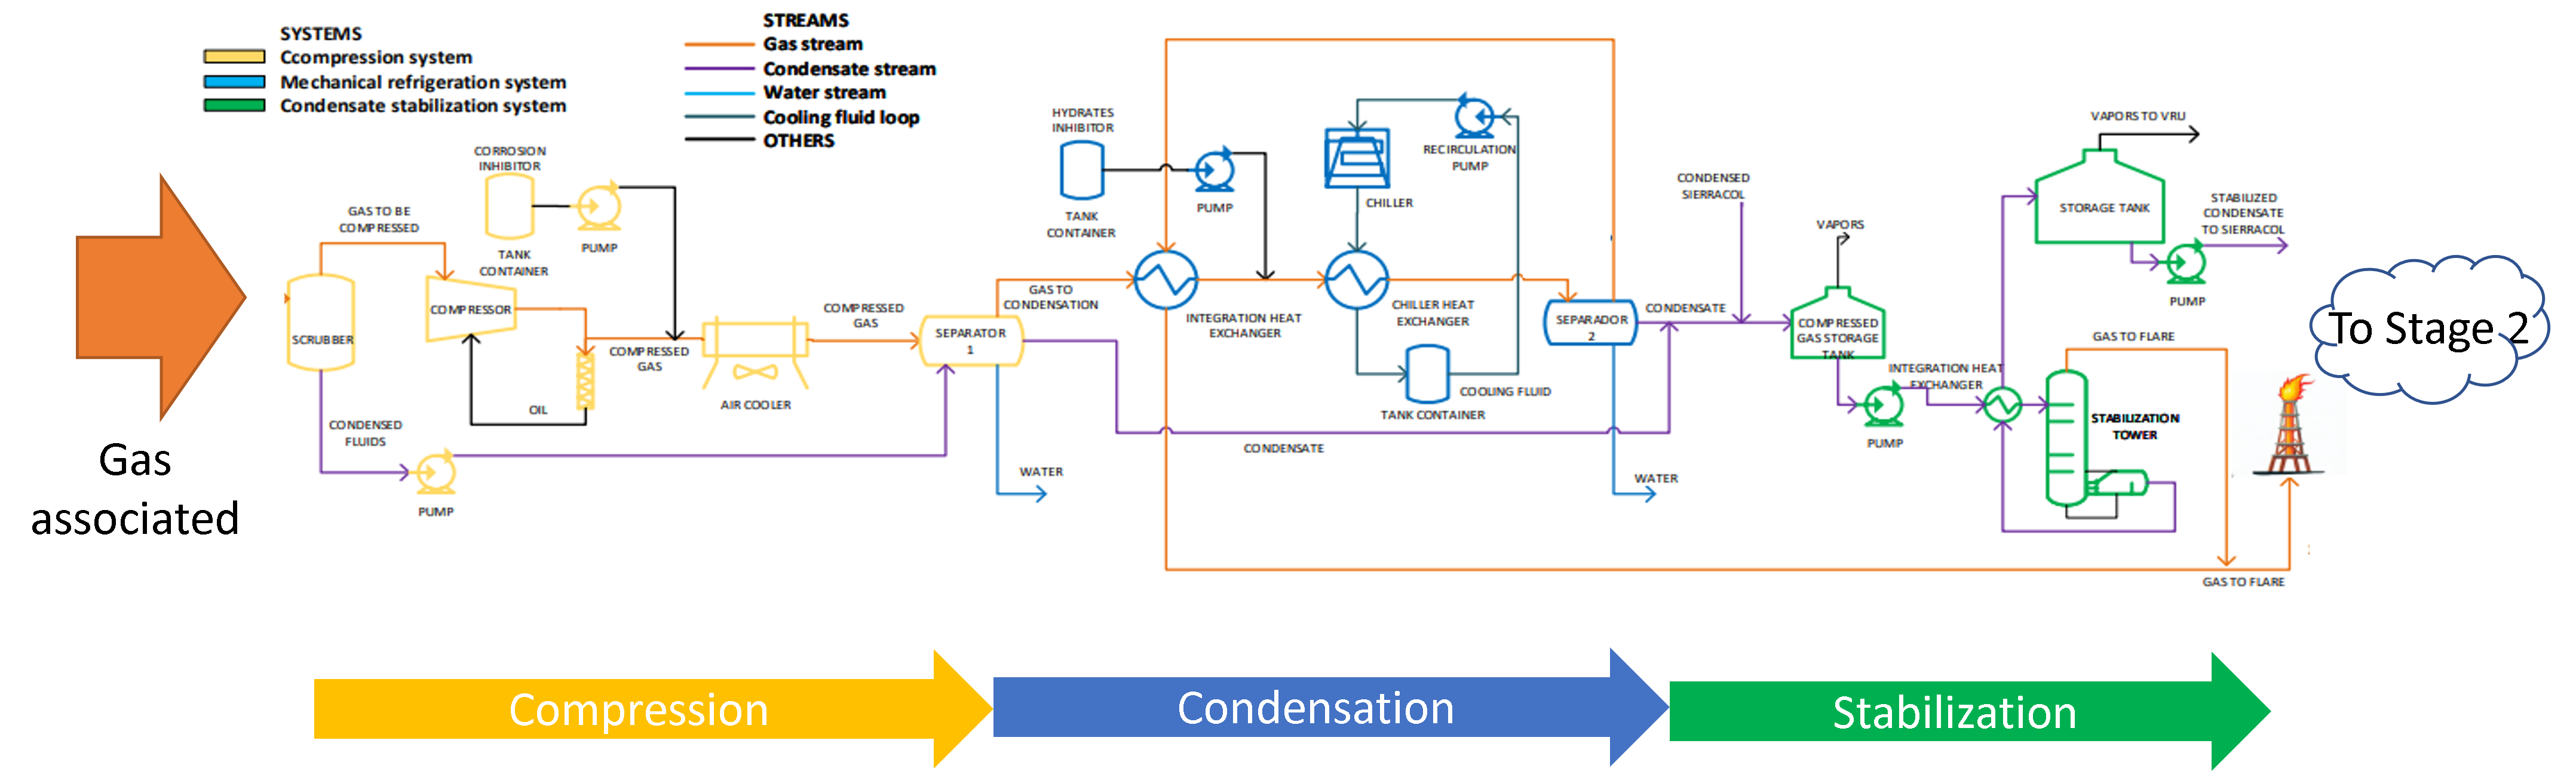 SYSTEMS
Ccompression system
Mechanical refrigeration system
Condensate stabilization system
STREAMS
Gas stream
Condensate stream
Water stream
Cooling fluid loop
OTHERS
Gas
associated
GAS TO BE
COMPRESSED
SCRUBBER
CONDENSED
FLUIDS
PUMP
COMPRESSOR
OIL
CORROSION
INHIBITOR
TANK
CONTAINER
PUMP
COMPRESSED
GAS
AIR COOLER
COMPRESSED
GAS
SEPARATOR
1
WATER
GAS TO
CONDENSATION
CONDENSATE
HYDRATES
INHIBITOR
TANK
CONTAINER
PUMP
INTEGRATION HEAT
EXCHANGER
CHILLER
RECIRCULATION
PUMP
CHILLER HEAT
EXCHANGER
COOLING FLUID
TANK CONTAINER
SEPARADOR
2
WATER
CONDENSATE
CONDENSED
SIERRACOL
VAPORS
COMPRESSED
GAS STORAGE
TANK
PUMP
INTEGRATION HEAT
EXCHANGER
VAPORS TO VRU
STORAGE TANK
STABILIZED
CONDENSATE
TO SIERRACOL
PUMP
GAS TO FLARE
STABILIZATION
TOWER
GAS TO FLARE
To Stage 2
Compression
Condensation
Stabilization